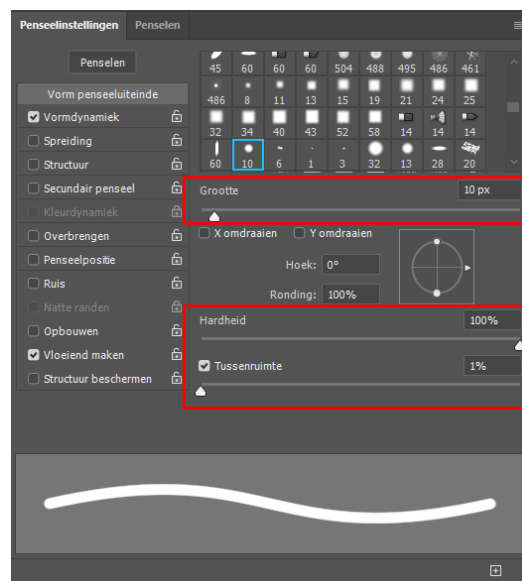 Penseelinstellingen Penselen
Penselen
45 60 60 60 504 488 495 486 461
486 8 11 13 15 19 21 24 25
32 34 40 43 52 58 14 14 14
60 10 6 1 3 32 13 28 20
Vorm penseeluiteinde
Vormdynamiek
Spreiding
Structuur
Secundair penseel
Kleurdynamiek
Overbrengen
Penseelpositie
Ruis
Natte randen
Opbouwen
Vloeiend maken
Structuur beschermen
Grootte 10 px
X omdraaien Y omdraaien
Hoek: 0°
Ronding: 100%
Hardheid 100%
Tussenruimte 1%